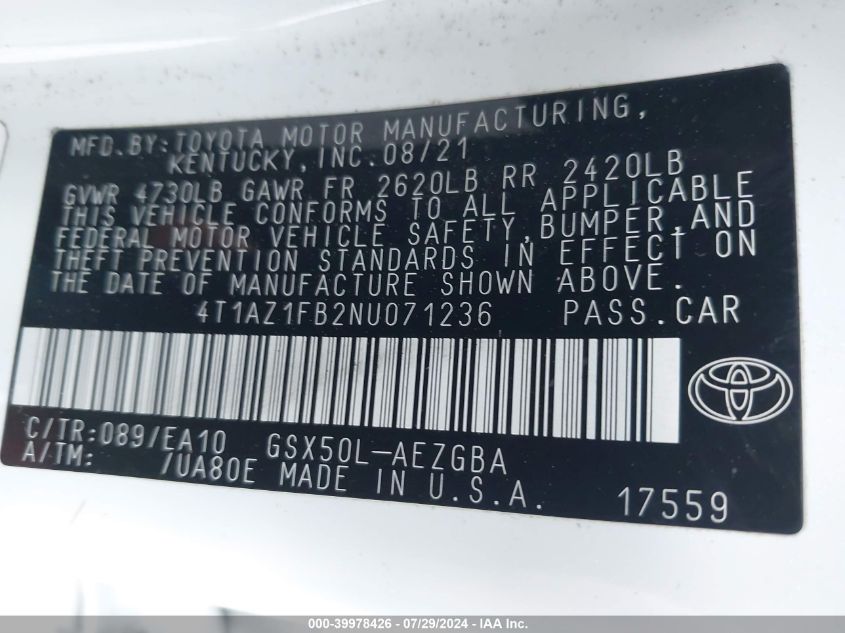 MFD.BY:TOYOTA MOTOR MANUFACTURING,
KENTUCKY,INC.08/21
GVWR 4730LB GAWR FR 2620LB RR 2420LB
THIS VEHICLE CONFORMS TO ALL APPLICABLE
FEDERAL MOTOR VEHICLE SAFETY,BUMPER,AND
THEFT PREVENTION STANDARDS IN EFFECT ON
THE DATE OF MANUFACTURE SHOWN ABOVE.
4T1AZ1FB2NU071236 PASS.CAR
C/TR:089/EA10 GSX50L-AEZGBA
A/TM: /UA80E MADE IN U.S.A. 17559
000-39978426 - 07/29/2024 - IAA Inc.